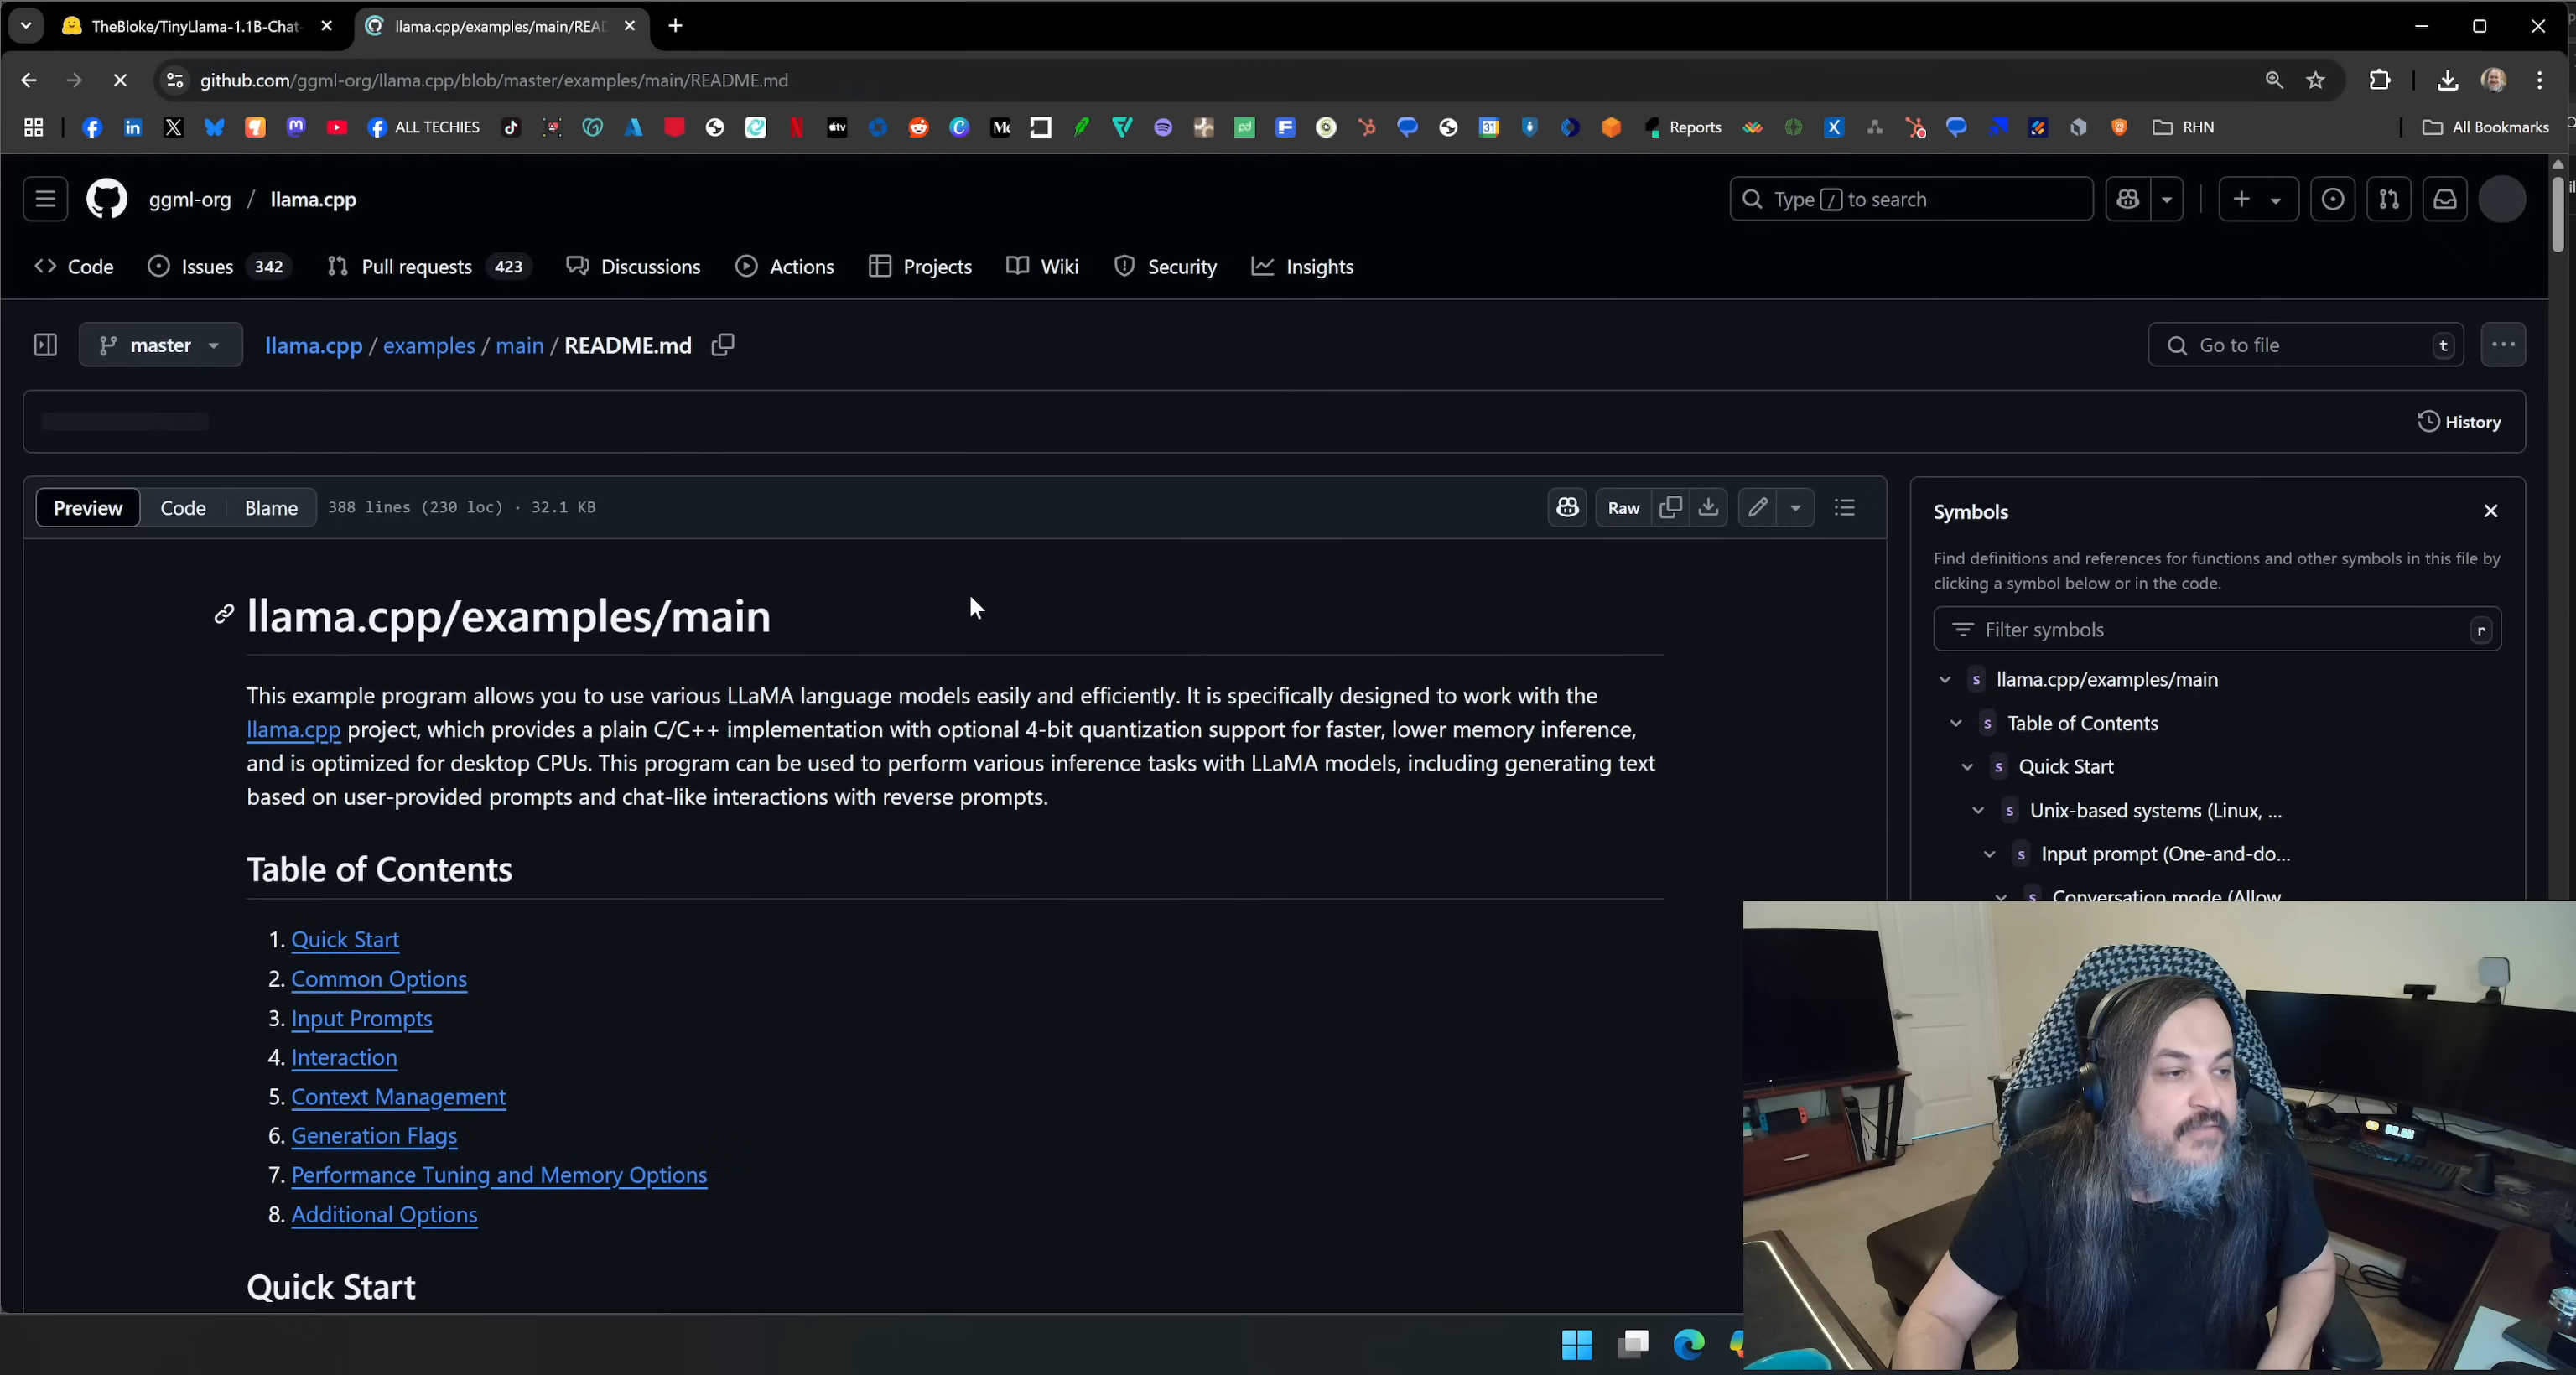 TheBloke/TinyLlama-1.1B-Chat-
llama.cpp/examples/main/READ
github.com/ggml-org/llama.cpp/blob/master/examples/main/README.md
ALL TECHIES
Reports
RHN
All Bookmarks
ggml-org / llama.cpp
Type / to search
Code
Issues 342
Pull requests 423
Discussions
Actions
Projects
Wiki
Security
Insights
master
llama.cpp / examples / main / README.md
Go to file t
History
Preview
Code
Blame
388 lines (230 loc) · 32.1 KB
Raw
llama.cpp/examples/main
This example program allows you to use various LLaMA language models easily and efficiently. It is specifically designed to work with the
llama.cpp project, which provides a plain C/C++ implementation with optional 4-bit quantization support for faster, lower memory inference,
and is optimized for desktop CPUs. This program can be used to perform various inference tasks with LLaMA models, including generating text
based on user-provided prompts and chat-like interactions with reverse prompts.
Table of Contents
1. Quick Start
2. Common Options
3. Input Prompts
4. Interaction
5. Context Management
6. Generation Flags
7. Performance Tuning and Memory Options
8. Additional Options
Quick Start
Symbols
Find definitions and references for functions and other symbols in this file by
clicking a symbol below or in the code.
Filter symbols r
s llama.cpp/examples/main
s Table of Contents
s Quick Start
s Unix-based systems (Linux, ...
s Input prompt (One-and-do...
s Conversation mode (Allow